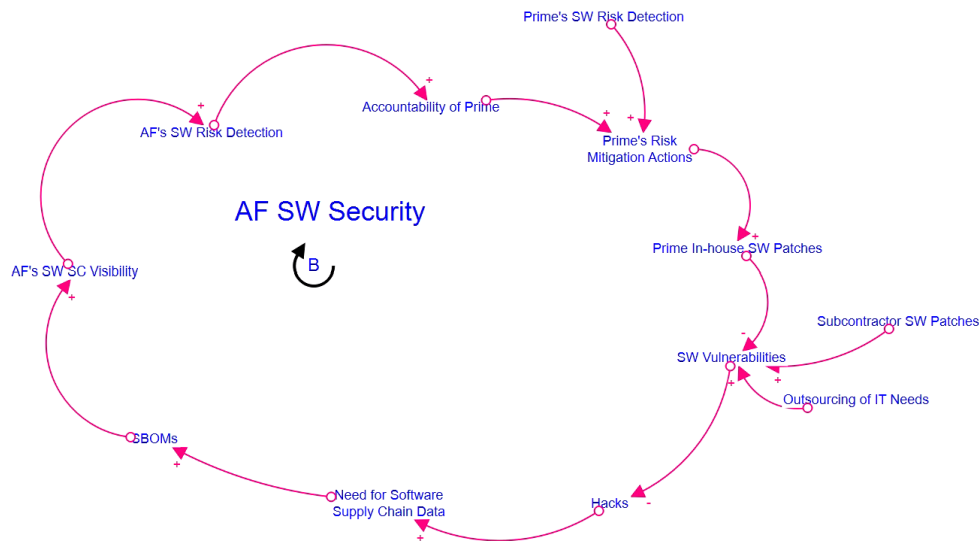 Prime's SW Risk Detection
+
+
Accountability of Prime
+
AF's SW Risk Detection
+
+
Prime's Risk
Mitigation Actions
AF SW Security
+
Prime In-house SW Patches
B
AF's SW SC Visibility
+
Subcontractor SW Patches
-
SW Vulnerabilities
+
+
Outsourcing of IT Needs
SBOMs
+
Need for Software
Supply Chain Data
Hacks
-
+